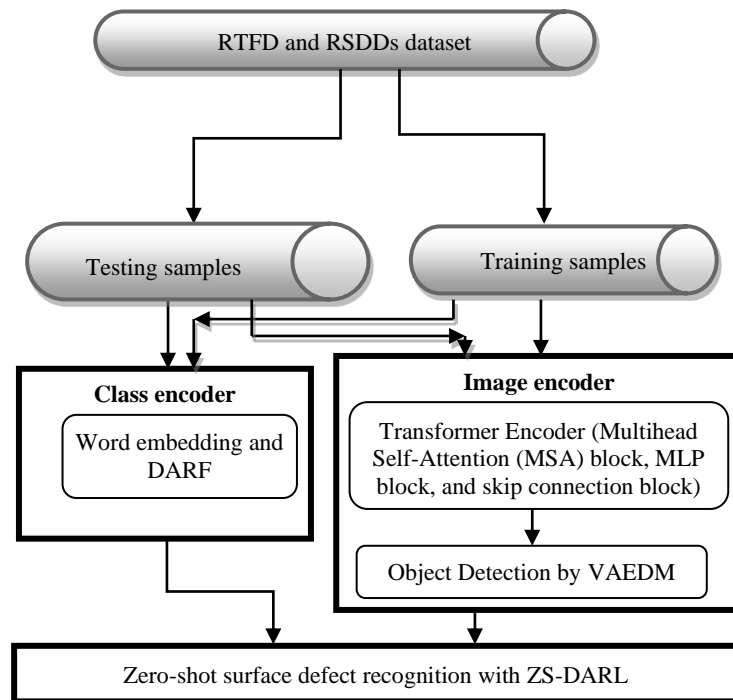 RTFD and RSDDs dataset
Testing samples
Training samples
Class encoder
Word embedding and
DARF
Image encoder
Transformer Encoder (Multihead
Self-Attention (MSA) block, MLP
block, and skip connection block)
Object Detection by VAEDM
Zero-shot surface defect recognition with ZS-DARL